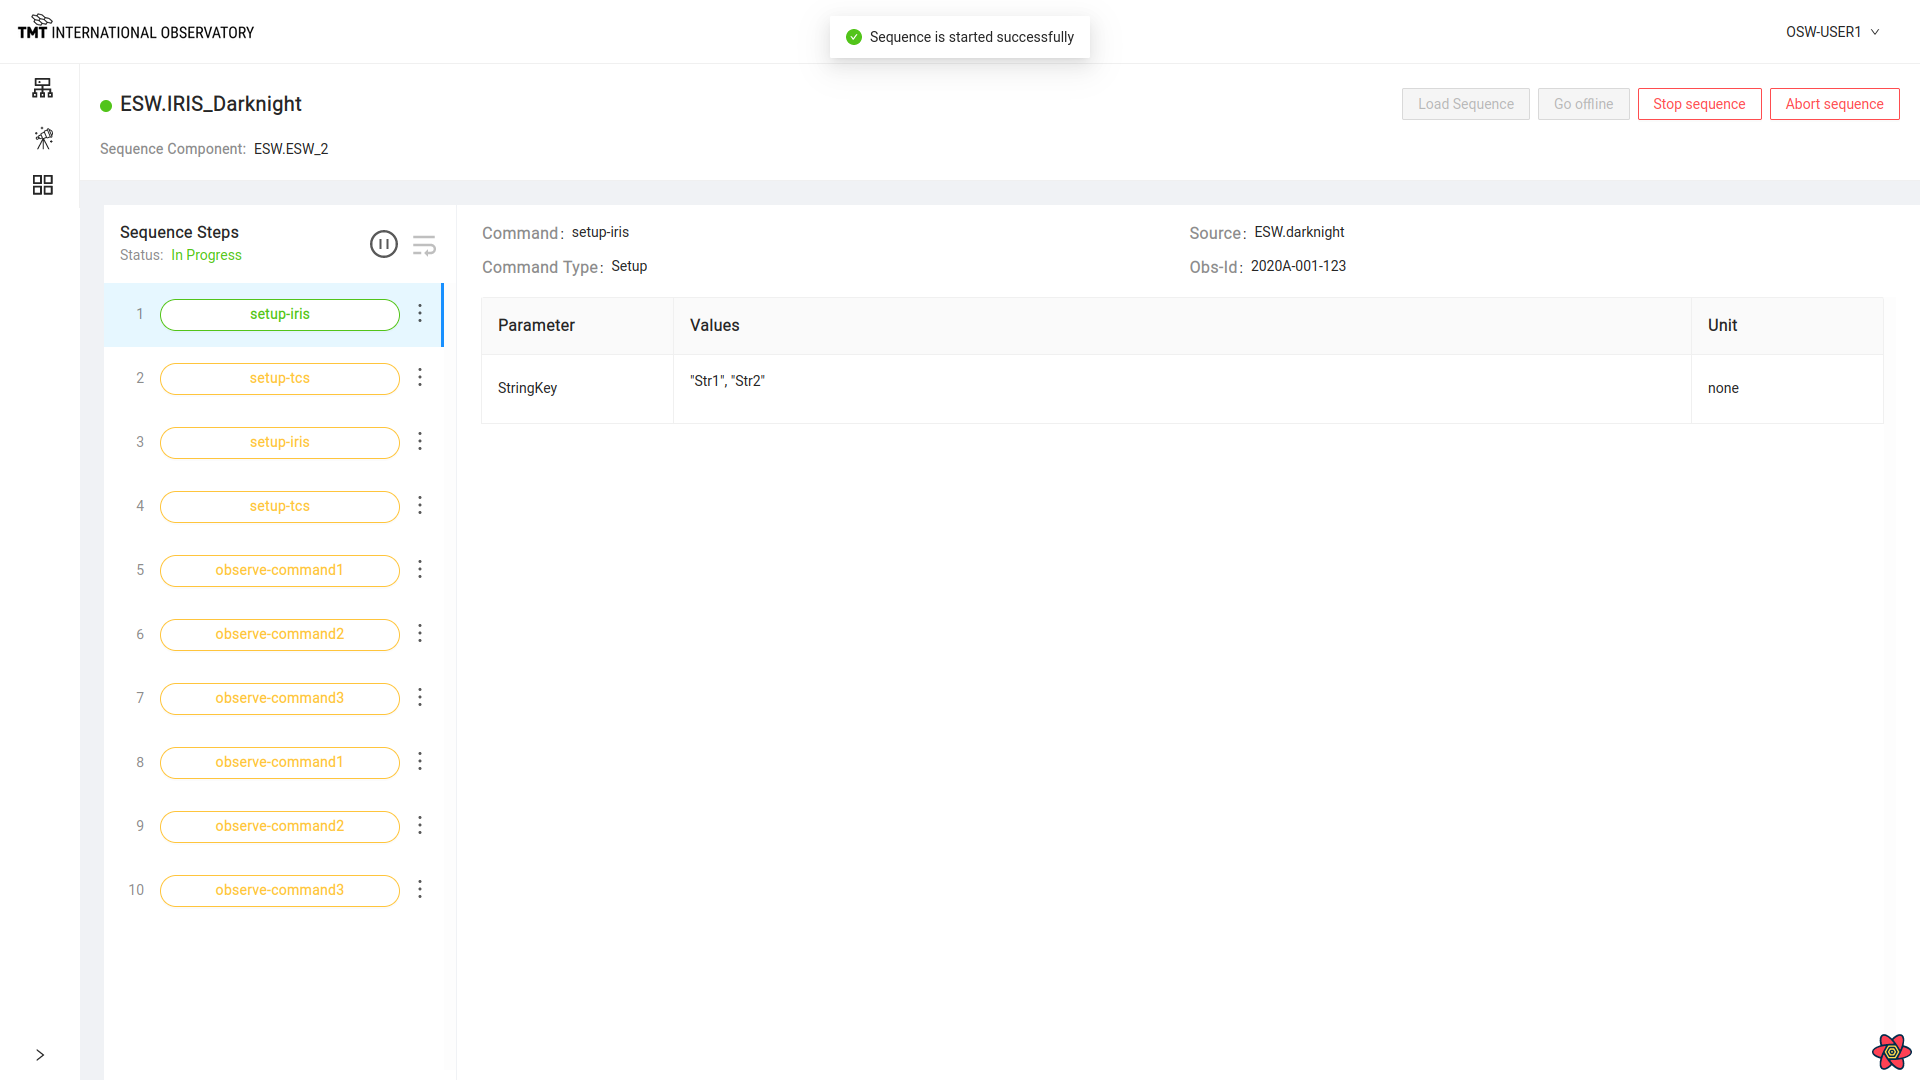 TMT INTERNATIONAL OBSERVATORY
Sequence is started successfully
OSW-USER1
ESW.IRIS_Darknight
Load Sequence
Go offline
Stop sequence
Abort sequence
Sequence Component: ESW.ESW_2
Sequence Steps
Status: In Progress
1 setup-iris
2 setup-tcs
3 setup-iris
4 setup-tcs
5 observe-command1
6 observe-command2
7 observe-command3
8 observe-command1
9 observe-command2
10 observe-command3
Command: setup-iris
Source: ESW.darknight
Command Type: Setup
Obs-Id: 2020A-001-123
Parameter Values Unit
StringKey "Str1", "Str2" none